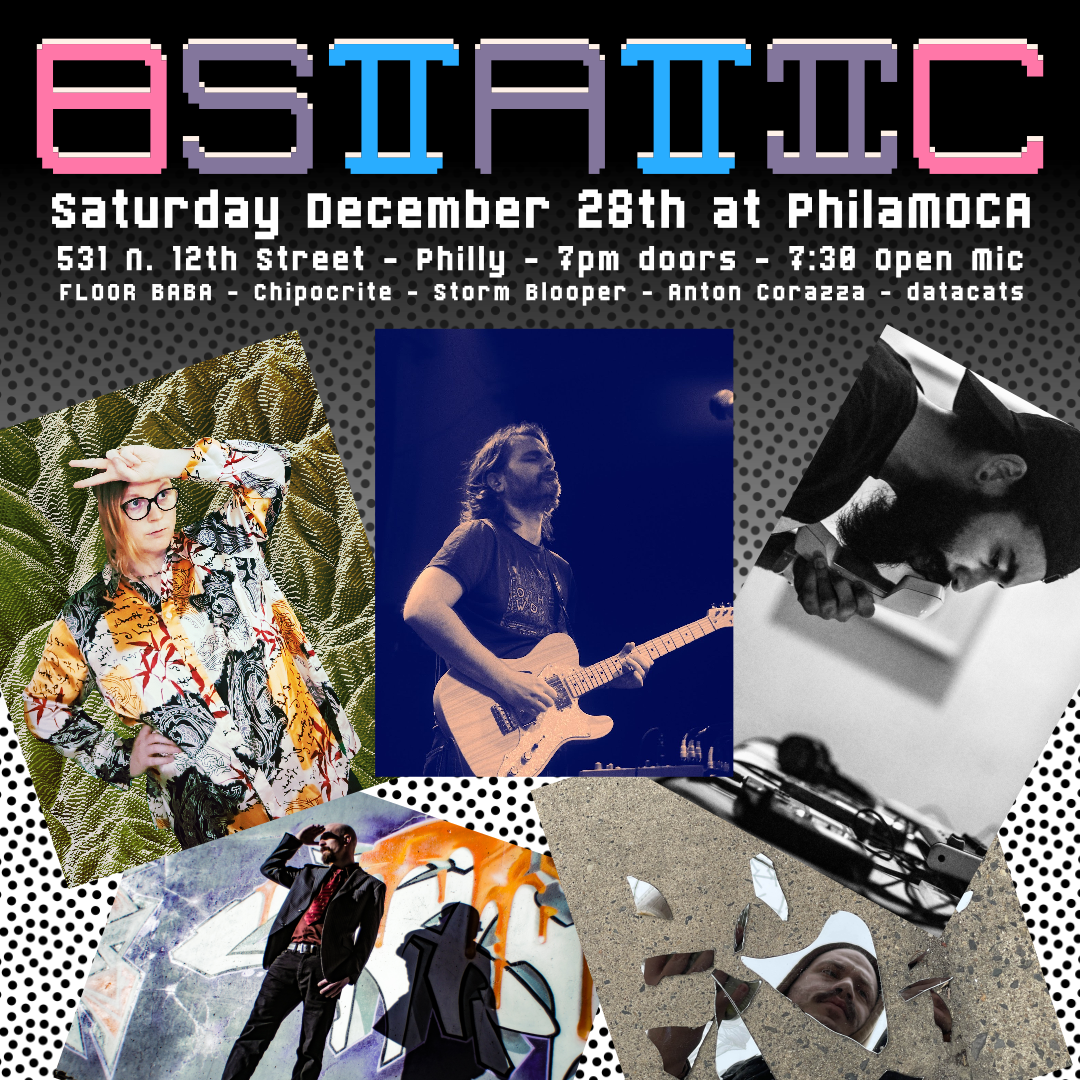 8STATIC
Saturday December 28th at PhilaMOCA
531 N. 12th Street - Philly - 7pm doors - 7:30 Open Mic
FLOOR BABA - Chipocrite - Storm Blooper - Anton Corazza - datacats